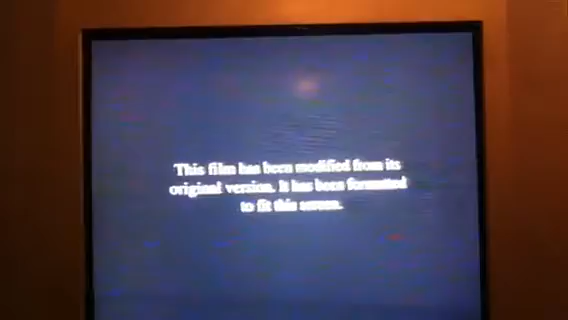 This film has been modified from its
original version. It has been formatted
to fit this screen.